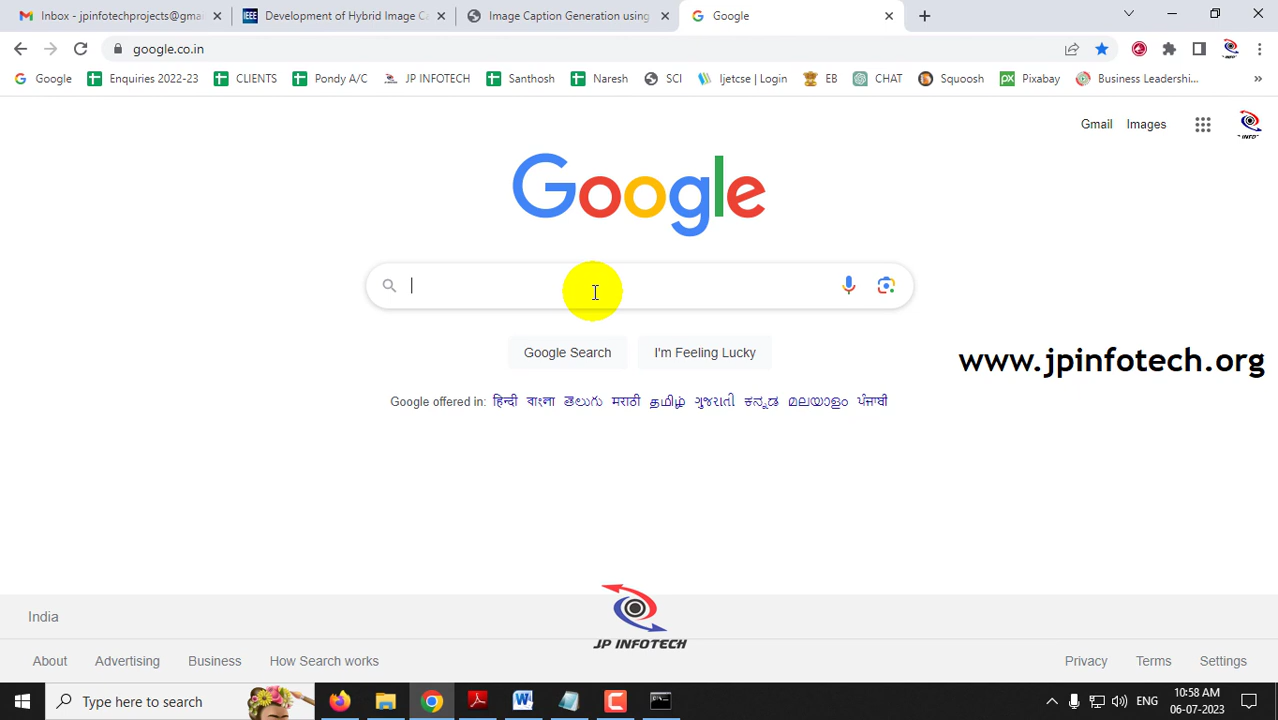 Inbox - jpinfotechprojects@gmai
Development of Hybrid Image Ca
Image Caption Generation using
Google
google.co.in
Google
Enquiries 2022-23
CLIENTS
Pondy A/C
JP INFOTECH
Santhosh
Naresh
SCI
Ijetcse | Login
EB
CHAT
Squoosh
Pixabay
Business Leadershi...
»
Gmail
Images
Google
Google Search
I'm Feeling Lucky
www.jpinfotech.org
Google offered in: हिन्दी বাংলা తెలుగు मराठी தமிழ் ગુજરાતી ಕನ್ನಡ മലയാളം ਪੰਜਾਬੀ
India
JP INFOTECH
About
Advertising
Business
How Search works
Privacy
Terms
Settings
Type here to search
ENG
10:58 AM
06-07-2023